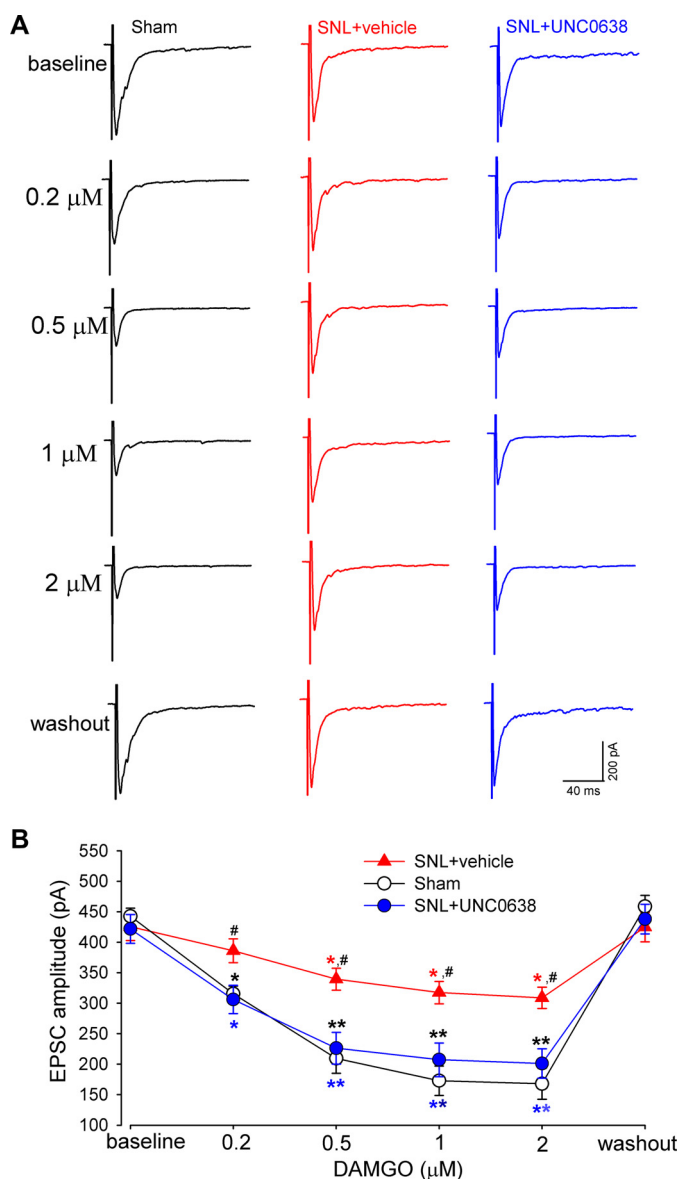 A
Sham
SNL+vehicle
SNL+UNC0638
baseline
0.2 µM
0.5 µM
1 µM
2 µM
washout
200 pA
40 ms
B
EPSC amplitude (pA)
550
500
450
400
350
300
250
200
150
100
SNL+vehicle
Sham
SNL+UNC0638
#
*,#
*,#
*,#
*
**
**
**
*
**
**
**
baseline
0.2
0.5
1
2
washout
DAMGO (µM)